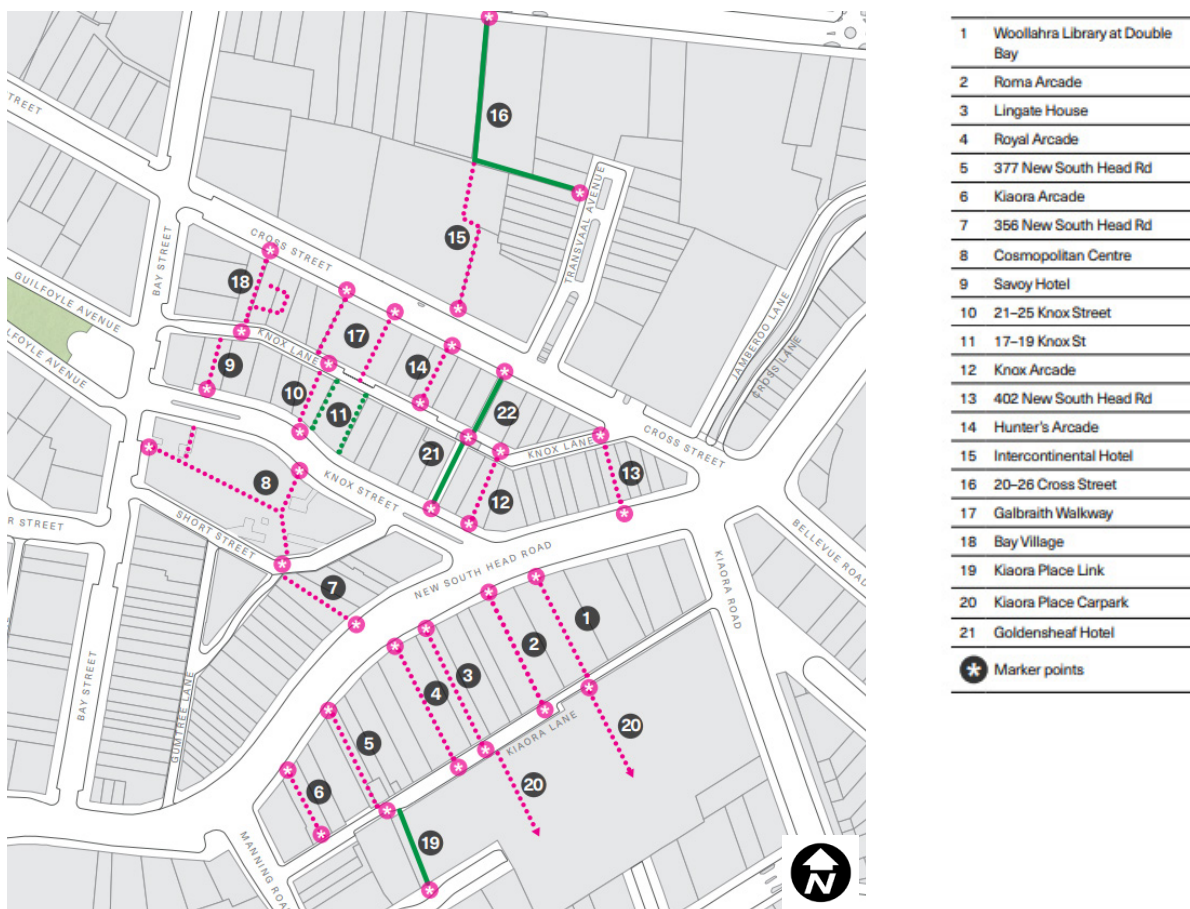 TREET
16
15
CROSS STREET
TRANSVAAL AVENUE
18
BAY STREET
GUILFOYLE AVENUE
JAMBEROO LANE
CROSS LANE
17
KNOX LANE
14
9
10
11
22
LFOYLE AVENUE
CROSS STREET
KNOX LANE
21
13
8
KNOX STREET
12
R STREET
SHORT STREET
BELLEVUE ROAD
NEW SOUTH HEAD ROAD
KIAORA ROAD
7
1
2
3
4
BAY STREET
GUMTREE LANE
KIAORA LANE
20
5
20
6
19
MANNING ROA
N
1 Woollahra Library at Double
Bay
2 Roma Arcade
3 Lingate House
4 Royal Arcade
5 377 New South Head Rd
6 Kiaora Arcade
7 356 New South Head Rd
8 Cosmopolitan Centre
9 Savoy Hotel
10 21–25 Knox Street
11 17–19 Knox St
12 Knox Arcade
13 402 New South Head Rd
14 Hunter's Arcade
15 Intercontinental Hotel
16 20–26 Cross Street
17 Galbraith Walkway
18 Bay Village
19 Kiaora Place Link
20 Kiaora Place Carpark
21 Goldensheaf Hotel
Marker points